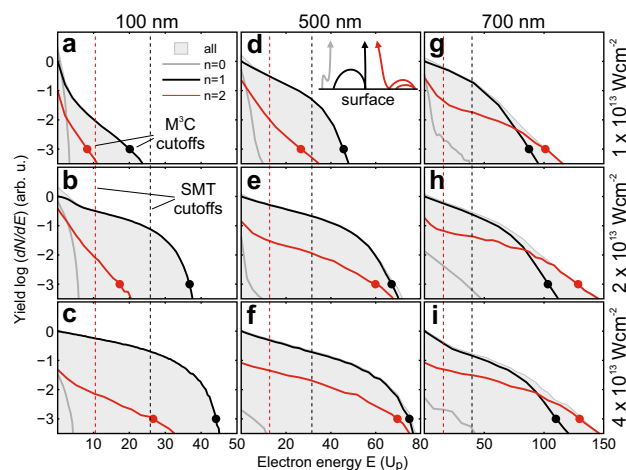 100 nm 500 nm 700 nm
a d g
all
n=0
n=1
n=2
surface
M³C
cutoffs
0
−1
−2
−3
1 x 10¹³ Wcm⁻²
b e h
SMT
cutoffs
0
−1
−2
−3
2 x 10¹³ Wcm⁻²
c f i
0
−1
−2
−3
4 x 10¹³ Wcm⁻²
Yield log (dN/dE) (arb. u.)
10 20 30 40 50 20 40 60 80 50 100 150
Electron energy E (Uₚ)